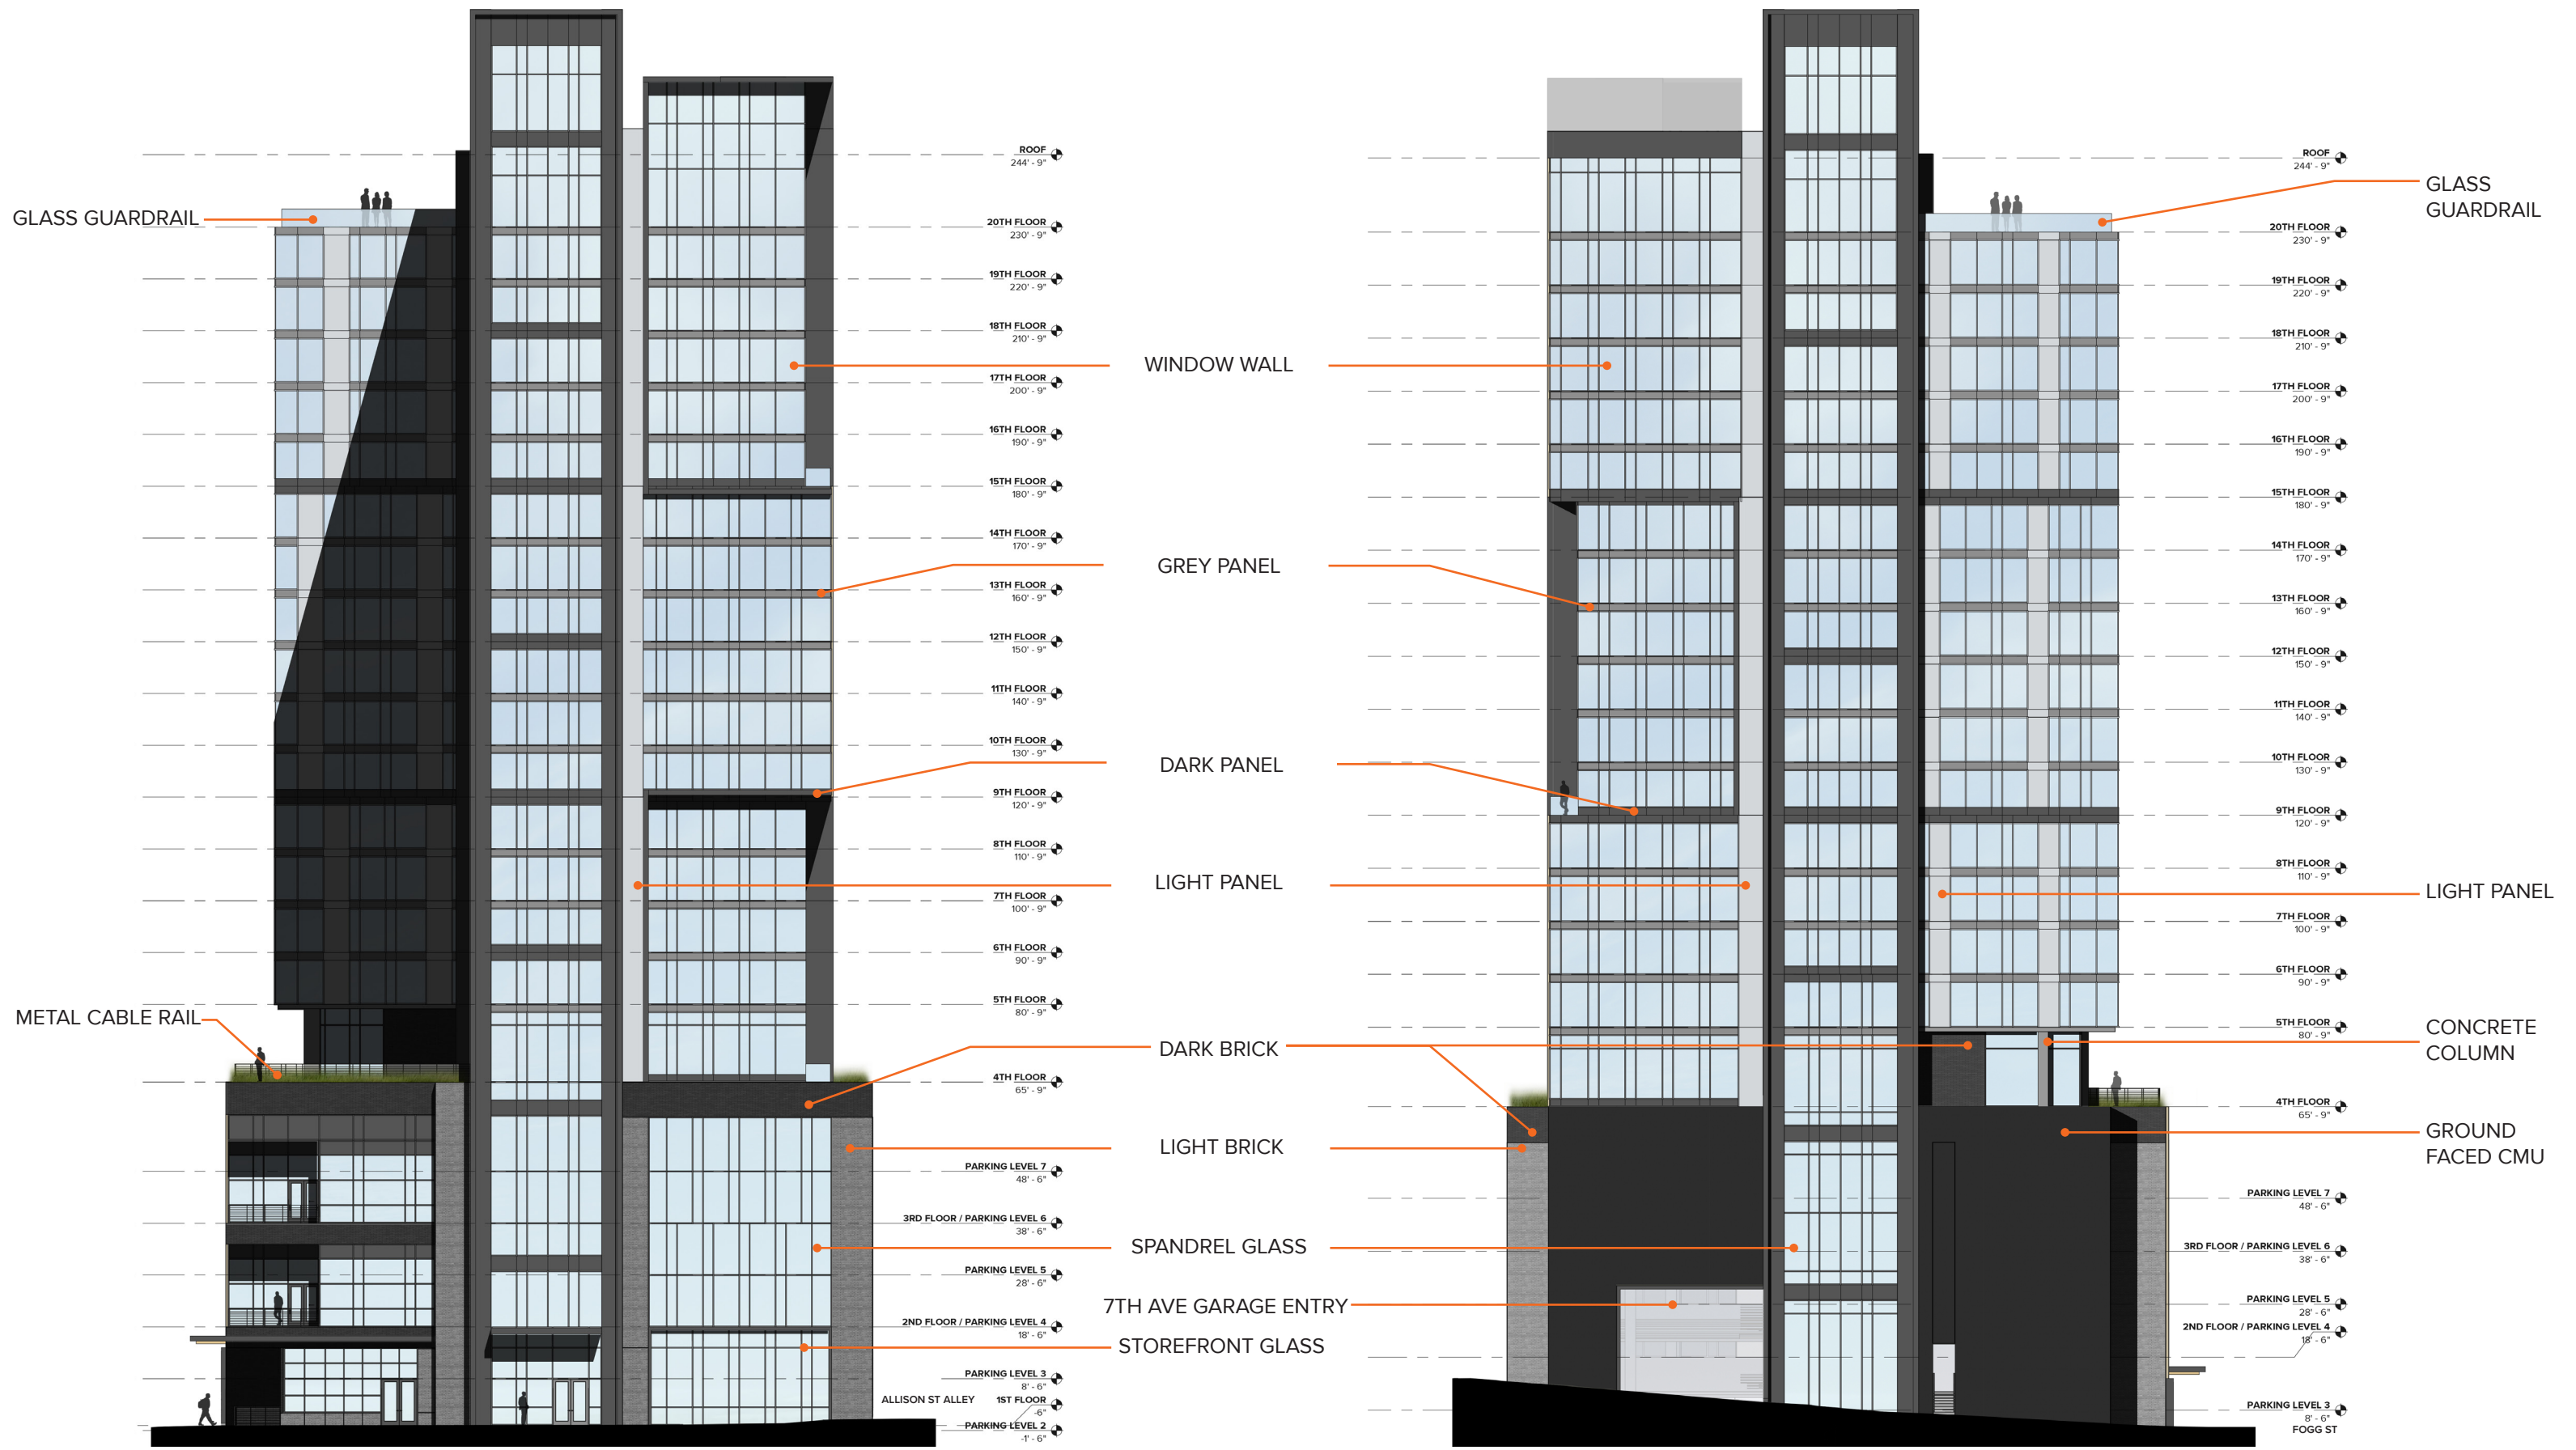 GLASS GUARDRAIL
METAL CABLE RAIL
ROOF
244' - 9"
20TH FLOOR
230' - 9"
19TH FLOOR
220' - 9"
18TH FLOOR
210' - 9"
17TH FLOOR
200' - 9"
16TH FLOOR
190' - 9"
15TH FLOOR
180' - 9"
14TH FLOOR
170' - 9"
13TH FLOOR
160' - 9"
12TH FLOOR
150' - 9"
11TH FLOOR
140' - 9"
10TH FLOOR
130' - 9"
9TH FLOOR
120' - 9"
8TH FLOOR
110' - 9"
7TH FLOOR
100' - 9"
6TH FLOOR
90' - 9"
5TH FLOOR
80' - 9"
4TH FLOOR
65' - 9"
PARKING LEVEL 7
48' - 6"
3RD FLOOR / PARKING LEVEL 6
38' - 6"
PARKING LEVEL 5
28' - 6"
2ND FLOOR / PARKING LEVEL 4
18' - 6"
PARKING LEVEL 3
8' - 6"
ALLISON ST ALLEY
1ST FLOOR
-6"
PARKING LEVEL 2
-1' - 6"
WINDOW WALL
GREY PANEL
DARK PANEL
LIGHT PANEL
DARK BRICK
LIGHT BRICK
SPANDREL GLASS
7TH AVE GARAGE ENTRY
STOREFRONT GLASS
ROOF
244' - 9"
20TH FLOOR
230' - 9"
19TH FLOOR
220' - 9"
18TH FLOOR
210' - 9"
17TH FLOOR
200' - 9"
16TH FLOOR
190' - 9"
15TH FLOOR
180' - 9"
14TH FLOOR
170' - 9"
13TH FLOOR
160' - 9"
12TH FLOOR
150' - 9"
11TH FLOOR
140' - 9"
10TH FLOOR
130' - 9"
9TH FLOOR
120' - 9"
8TH FLOOR
110' - 9"
7TH FLOOR
100' - 9"
6TH FLOOR
90' - 9"
5TH FLOOR
80' - 9"
4TH FLOOR
65' - 9"
PARKING LEVEL 7
48' - 6"
3RD FLOOR / PARKING LEVEL 6
38' - 6"
PARKING LEVEL 5
28' - 6"
2ND FLOOR / PARKING LEVEL 4
18' - 6"
PARKING LEVEL 3
8' - 6"
FOGG ST
GLASS
GUARDRAIL
LIGHT PANEL
CONCRETE
COLUMN
GROUND
FACED CMU